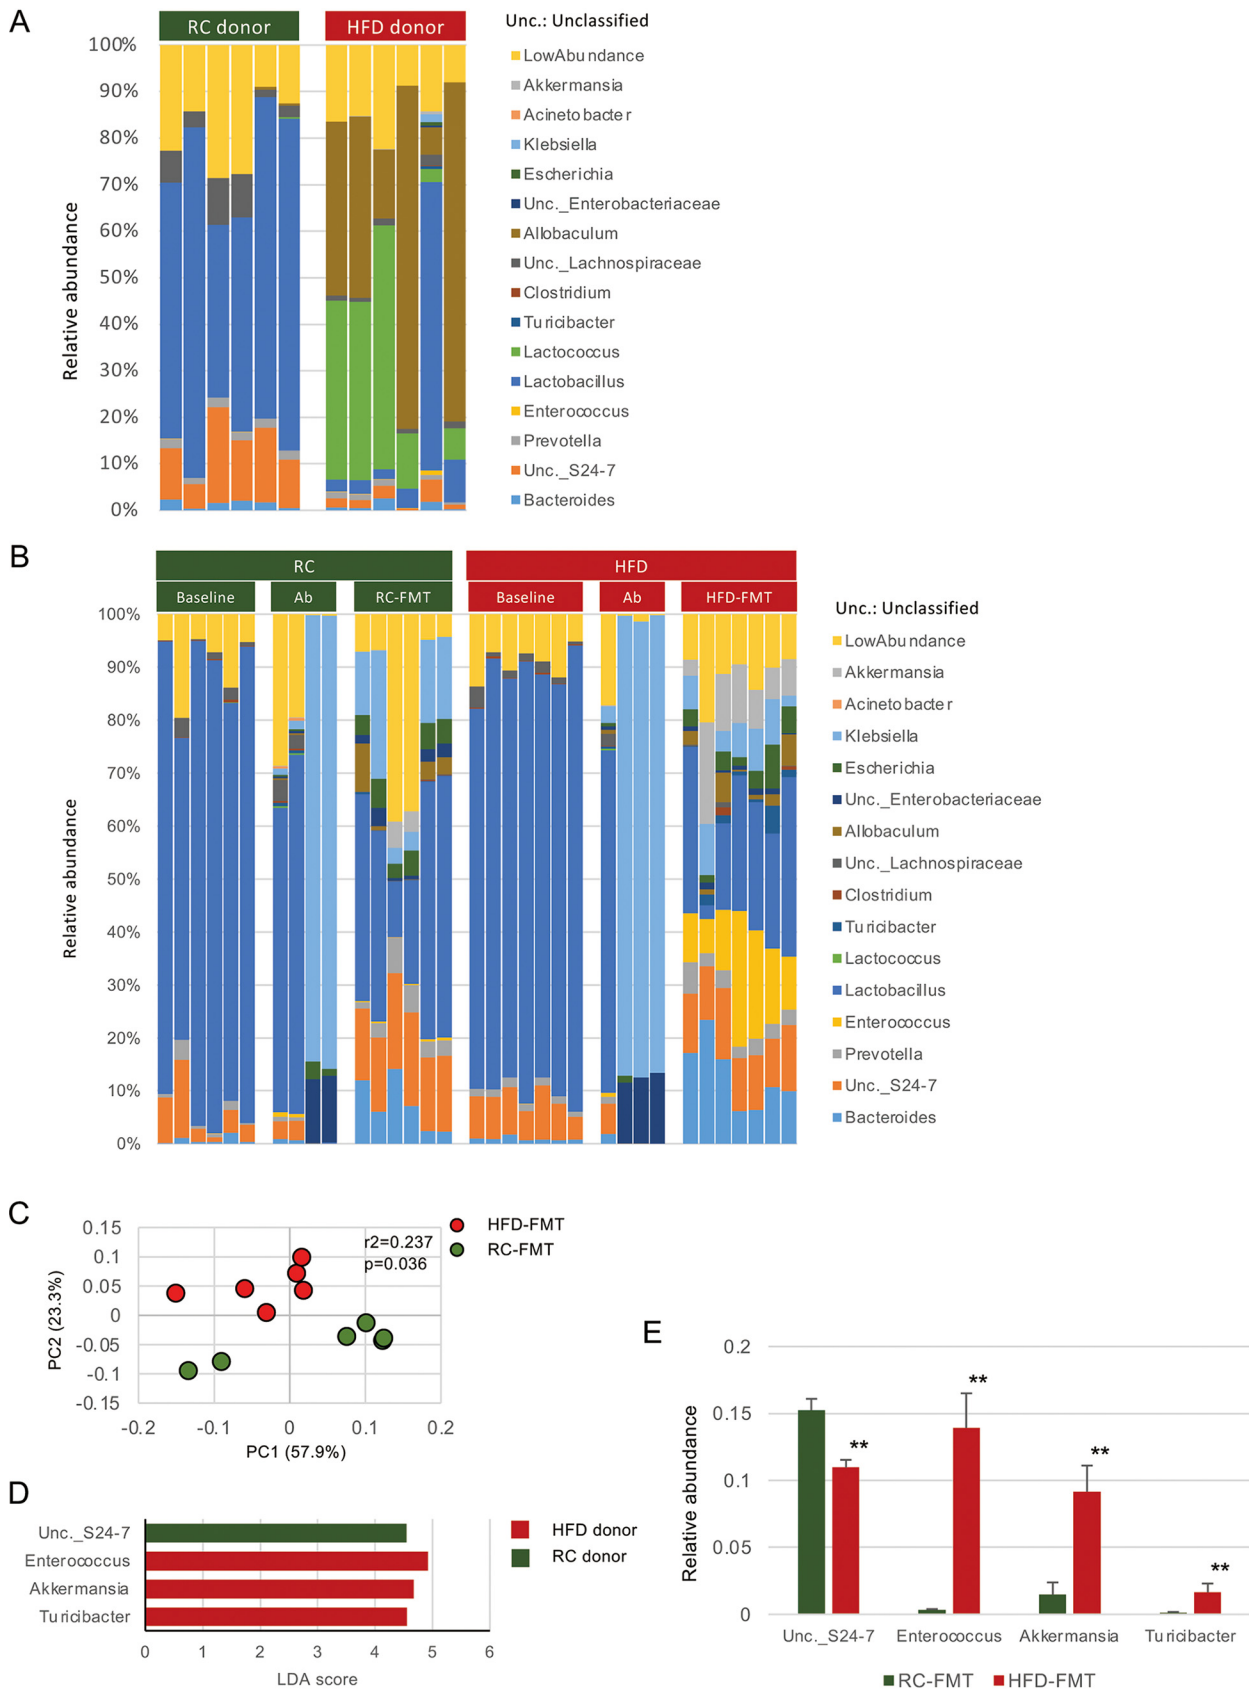 A
RC donor
HFD donor
Unc.: Unclassified
100%
90%
80%
70%
60%
50%
40%
30%
20%
10%
0%
Relative abundance
LowAbundance
Akkermansia
Acinetobacter
Klebsiella
Escherichia
Unc._Enterobacteriaceae
Allobaculum
Unc._Lachnospiraceae
Clostridium
Turicibacter
Lactococcus
Lactobacillus
Enterococcus
Prevotella
Unc._S24-7
Bacteroides
B
RC
HFD
Baseline
Ab
RC-FMT
Baseline
Ab
HFD-FMT
Unc.: Unclassified
100%
90%
80%
70%
60%
50%
40%
30%
20%
10%
0%
Relative abundance
LowAbundance
Akkermansia
Acinetobacter
Klebsiella
Escherichia
Unc._Enterobacteriaceae
Allobaculum
Unc._Lachnospiraceae
Clostridium
Turicibacter
Lactococcus
Lactobacillus
Enterococcus
Prevotella
Unc._S24-7
Bacteroides
C
0.15
0.1
0.05
0
-0.05
-0.1
-0.15
PC2 (23.3%)
-0.2
-0.1
0
0.1
0.2
PC1 (57.9%)
r2=0.237
p=0.036
HFD-FMT
RC-FMT
D
Unc._S24-7
Enterococcus
Akkermansia
Turicibacter
0
1
2
3
4
5
6
LDA score
HFD donor
RC donor
E
0.2
0.15
0.1
0.05
0
Relative abundance
**
**
**
**
Unc._S24-7
Enterococcus
Akkermansia
Turicibacter
RC-FMT
HFD-FMT